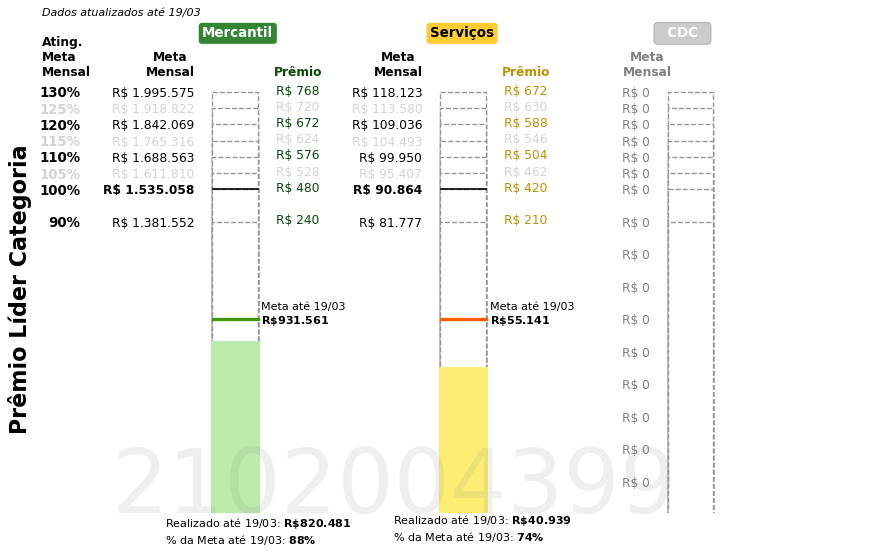 Dados atualizados até 19/03
Mercantil Serviços CDC
Ating. Meta Mensal Meta Mensal Prêmio Meta Mensal Prêmio Meta Mensal
130% R$ 1.995.575 R$ 768 R$ 118.123 R$ 672 R$ 0
125% R$ 1.918.822 R$ 720 R$ 113.580 R$ 630 R$ 0
120% R$ 1.842.069 R$ 672 R$ 109.036 R$ 588 R$ 0
115% R$ 1.765.316 R$ 624 R$ 104.493 R$ 546 R$ 0
110% R$ 1.688.563 R$ 576 R$ 99.950 R$ 504 R$ 0
105% R$ 1.611.810 R$ 528 R$ 95.407 R$ 462 R$ 0
100% R$ 1.535.058 R$ 480 R$ 90.864 R$ 420 R$ 0
90% R$ 1.381.552 R$ 240 R$ 81.777 R$ 210 R$ 0
R$ 0
R$ 0
Meta até 19/03 Meta até 19/03
R$931.561 R$55.141 R$ 0
R$ 0
R$ 0
R$ 0
R$ 0
R$ 0
Prêmio Líder Categoria
2102004399
Realizado até 19/03: R$820.481 Realizado até 19/03: R$40.939
% da Meta até 19/03: 88% % da Meta até 19/03: 74%